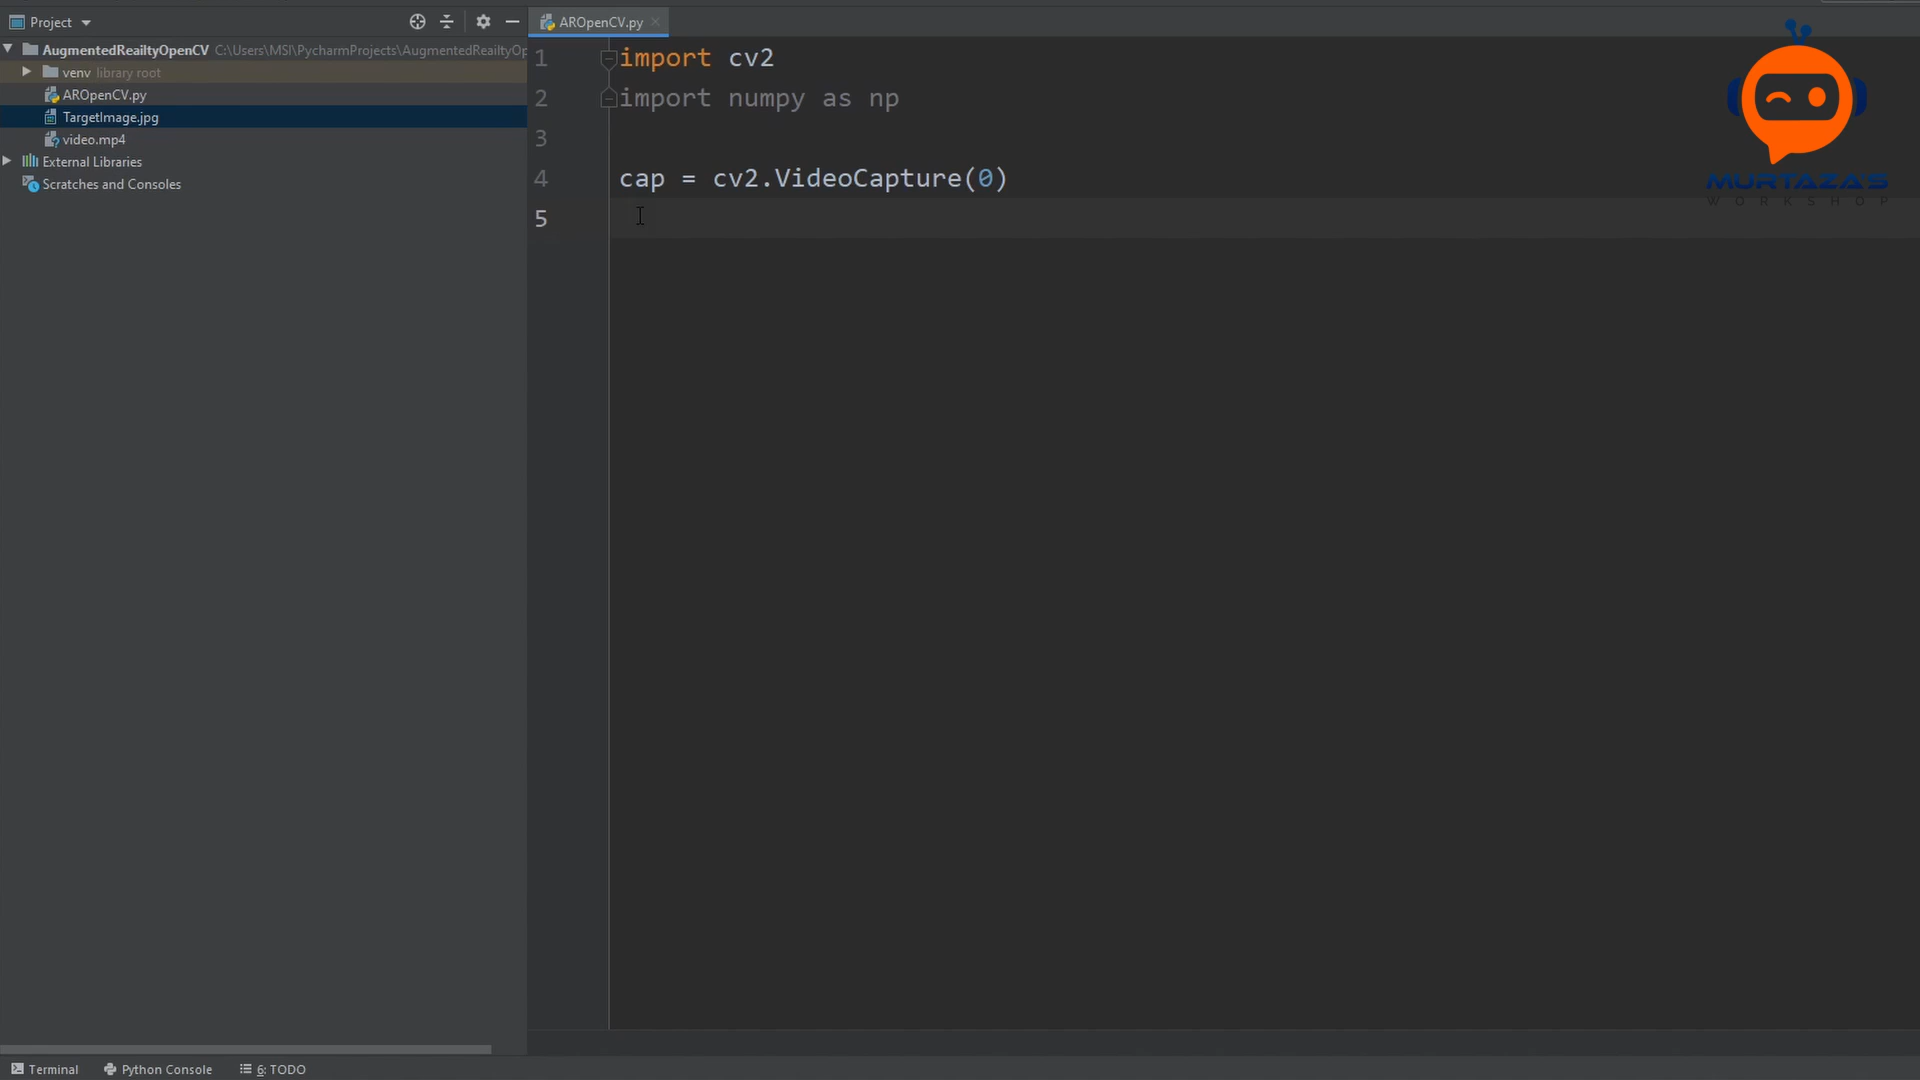 Project
AugmentedReailtyOpenCV C:\Users\MSI\PycharmProjects\AugmentedReailtyOp
venv library root
AROpenCV.py
TargetImage.jpg
video.mp4
External Libraries
Scratches and Consoles
AROpenCV.py
1 import cv2
2 import numpy as np
3
4 cap = cv2.VideoCapture(0)
5
MURTAZA'S
WORKSHOP
Terminal
Python Console
6: TODO